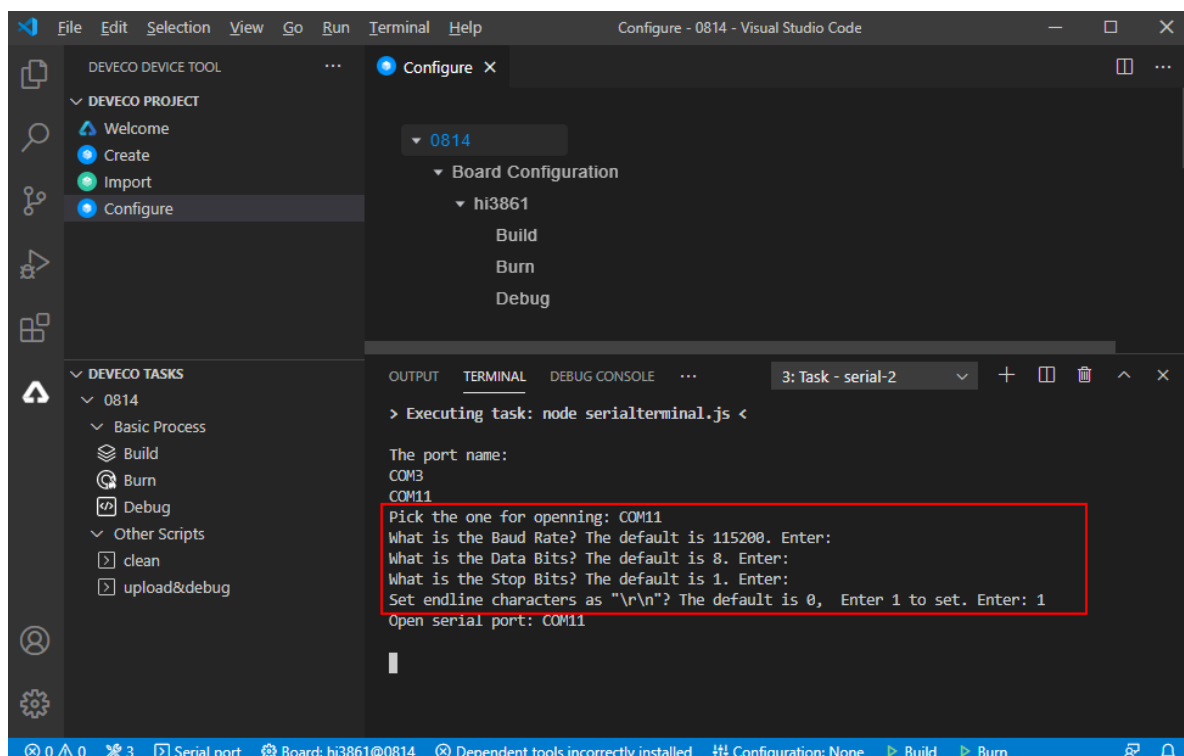 File Edit Selection View Go Run Terminal Help Configure - 0814 - Visual Studio Code
DEVECO DEVICE TOOL ...
DEVECO PROJECT
Welcome
Create
Import
Configure
DEVECO TASKS
0814
Basic Process
Build
Burn
Debug
Other Scripts
clean
upload&debug
Configure
0814
Board Configuration
hi3861
Build
Burn
Debug
OUTPUT TERMINAL DEBUG CONSOLE ... 3: Task - serial-2
> Executing task: node serialterminal.js <
The port name:
COM3
COM11
Pick the one for openning: COM11
What is the Baud Rate? The default is 115200. Enter:
What is the Data Bits? The default is 8. Enter:
What is the Stop Bits? The default is 1. Enter:
Set endline characters as "\r\n"? The default is 0,  Enter 1 to set. Enter: 1
Open serial port: COM11
0 0 3 Serial port Board: hi3861@0814 Dependent tools incorrectly installed Configuration: None Build Burn